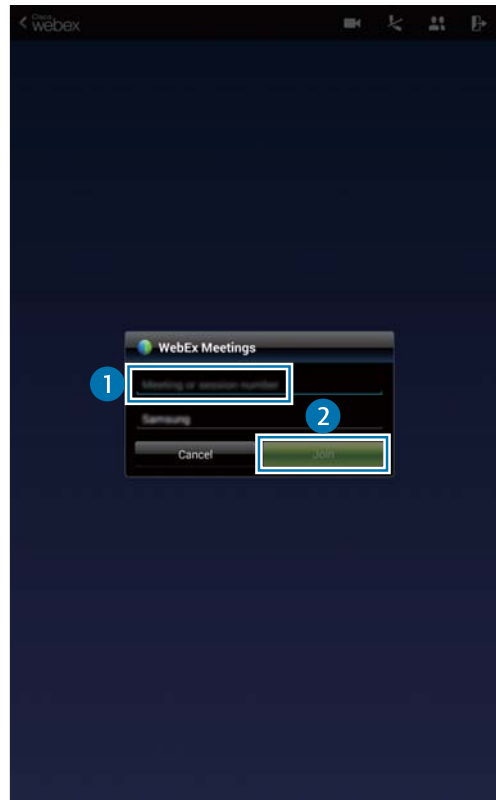 Cisco
webex
WebEx Meetings
1
Meeting or session number
2
Samsung
Cancel
Join